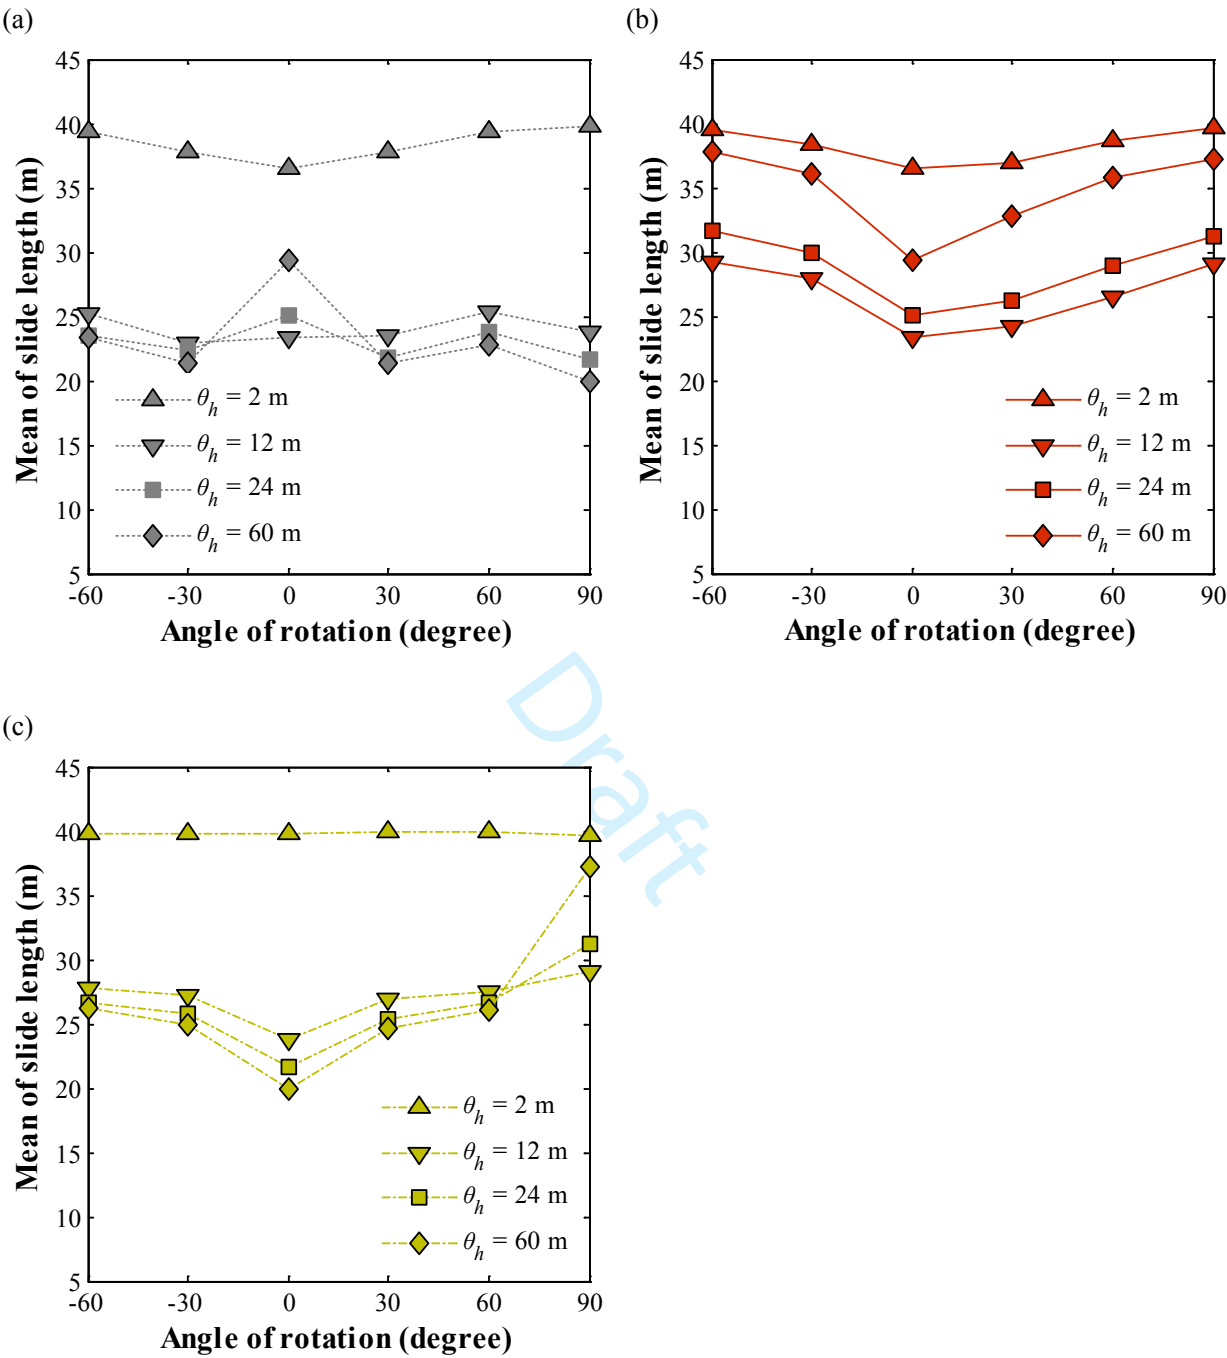 (a)
45
40
35
30
25
20
15
10
5
Mean of slide length (m)
θh = 2 m
θh = 12 m
θh = 24 m
θh = 60 m
-60 -30 0 30 60 90
Angle of rotation (degree)
(b)
45
40
35
30
25
20
15
10
5
Mean of slide length (m)
θh = 2 m
θh = 12 m
θh = 24 m
θh = 60 m
-60 -30 0 30 60 90
Angle of rotation (degree)
Draft
(c)
45
40
35
30
25
20
15
10
5
Mean of slide length (m)
θh = 2 m
θh = 12 m
θh = 24 m
θh = 60 m
-60 -30 0 30 60 90
Angle of rotation (degree)